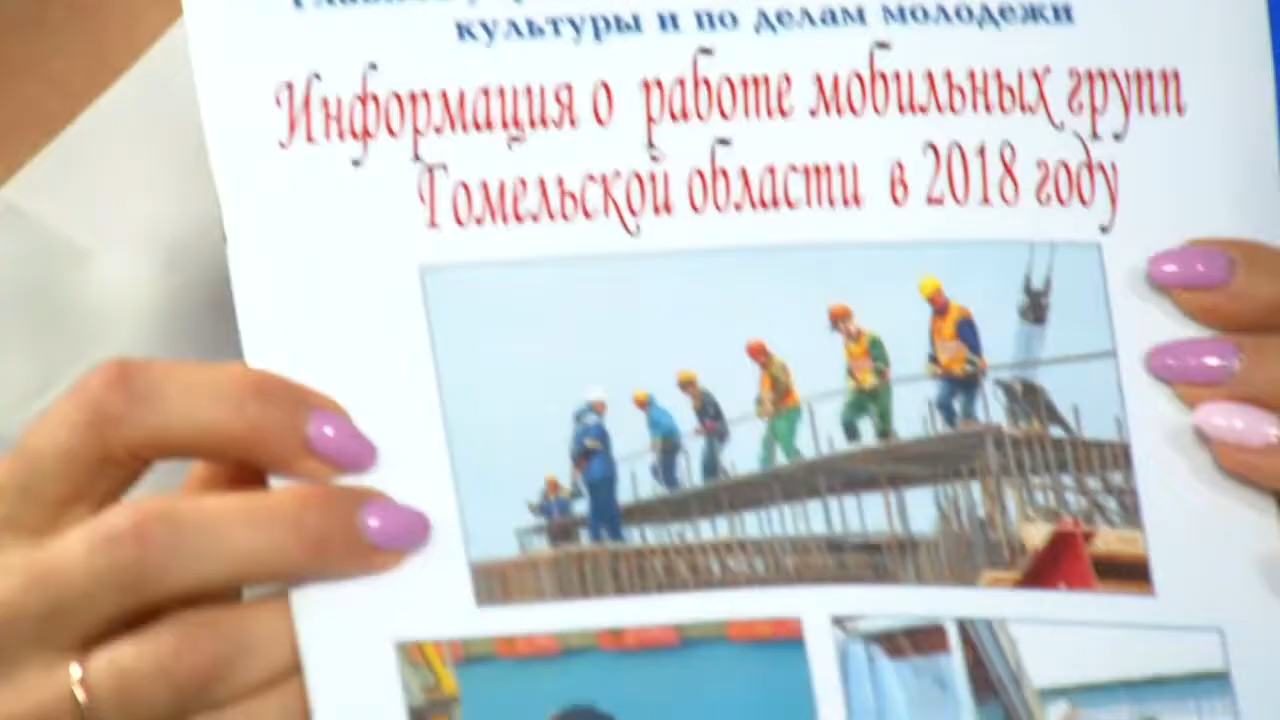 культуры и по делам молодежи
Информация о работе мобильных групп
Гомельской области в 2018 году